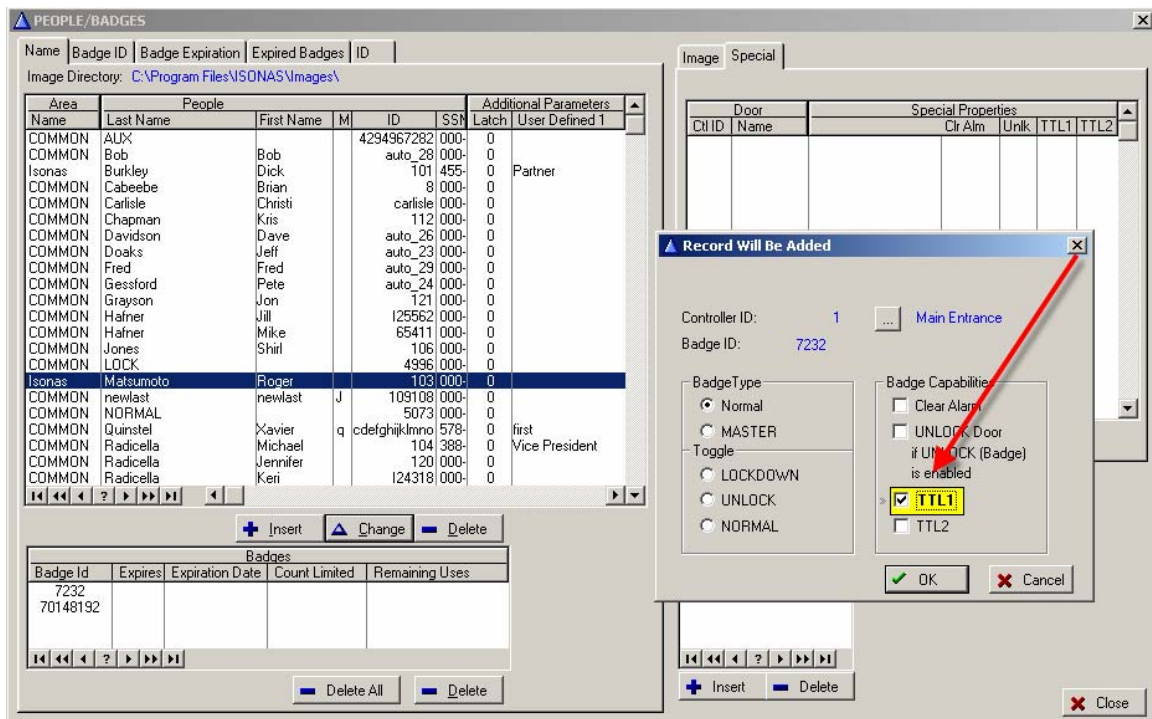 PEOPLE/BADGES
Name Badge ID Badge Expiration Expired Badges ID
Image Directory: C:\Program Files\ISONAS\Images\
Area People Additional Parameters
Name Last Name First Name M ID SSN Latch User Defined 1
COMMON AUX 4294967282 000- 0
COMMON Bob Bob auto_28 000- 0
Isonas Burkley Dick 101 455- 0 Partner
COMMON Cabeebe Brian 8 000- 0
COMMON Carlisle Christi carlisle 000- 0
COMMON Chapman Kris 112 000- 0
COMMON Davidson Dave auto_26 000- 0
COMMON Doaks Jeff auto_23 000- 0
COMMON Fred Fred auto_29 000- 0
COMMON Gessford Pete auto_24 000- 0
COMMON Grayson Jon 121 000- 0
COMMON Hafner Jill I25562 000- 0
COMMON Hafner Mike 65411 000- 0
COMMON Jones Shirl 106 000- 0
COMMON LOCK 4996 000- 0
Isonas Matsumoto Roger 103 000- 0
COMMON newlast newlast J 109108 000- 0
COMMON NORMAL 5073 000- 0
COMMON Quinstel Xavier q cdefghijklmno 578- 0 first
COMMON Radicella Michael 104 388- 0 Vice President
COMMON Radicella Jennifer 120 000- 0
COMMON Radicella Keri I24318 000- 0
?
Insert Change Delete
Badges
Badge Id Expires Expiration Date Count Limited Remaining Uses
7232
70148192
?
Delete All Delete
Image Special
Door Special Properties
Ctl ID Name Clr Alm Unlk TTL1 TTL2
Record Will Be Added
Controller ID: 1 ... Main Entrance
Badge ID: 7232
BadgeType
Normal
MASTER
Toggle
LOCKDOWN
UNLOCK
NORMAL
Badge Capabilities
Clear Alarm
UNLOCK Door
if UNLOCK (Badge)
is enabled
TTL1
TTL2
OK Cancel
?
Insert Delete
Close